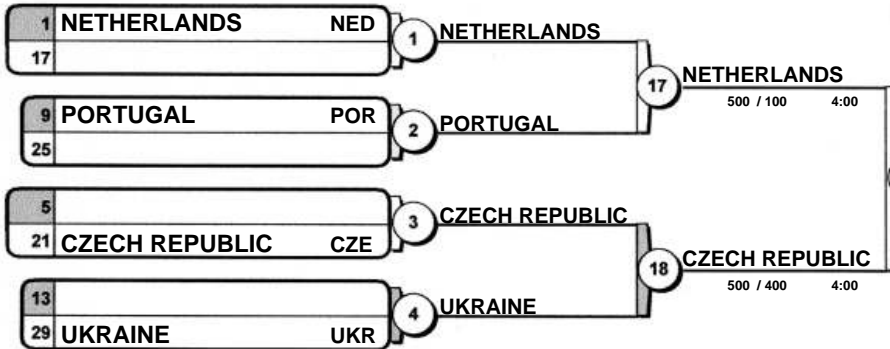 1 NETHERLANDS NED
17
1 NETHERLANDS
9 PORTUGAL POR
25
2 PORTUGAL
17 NETHERLANDS
500 / 100 4:00
5
21 CZECH REPUBLIC CZE
3 CZECH REPUBLIC
13
29 UKRAINE UKR
4 UKRAINE
18 CZECH REPUBLIC
500 / 400 4:00